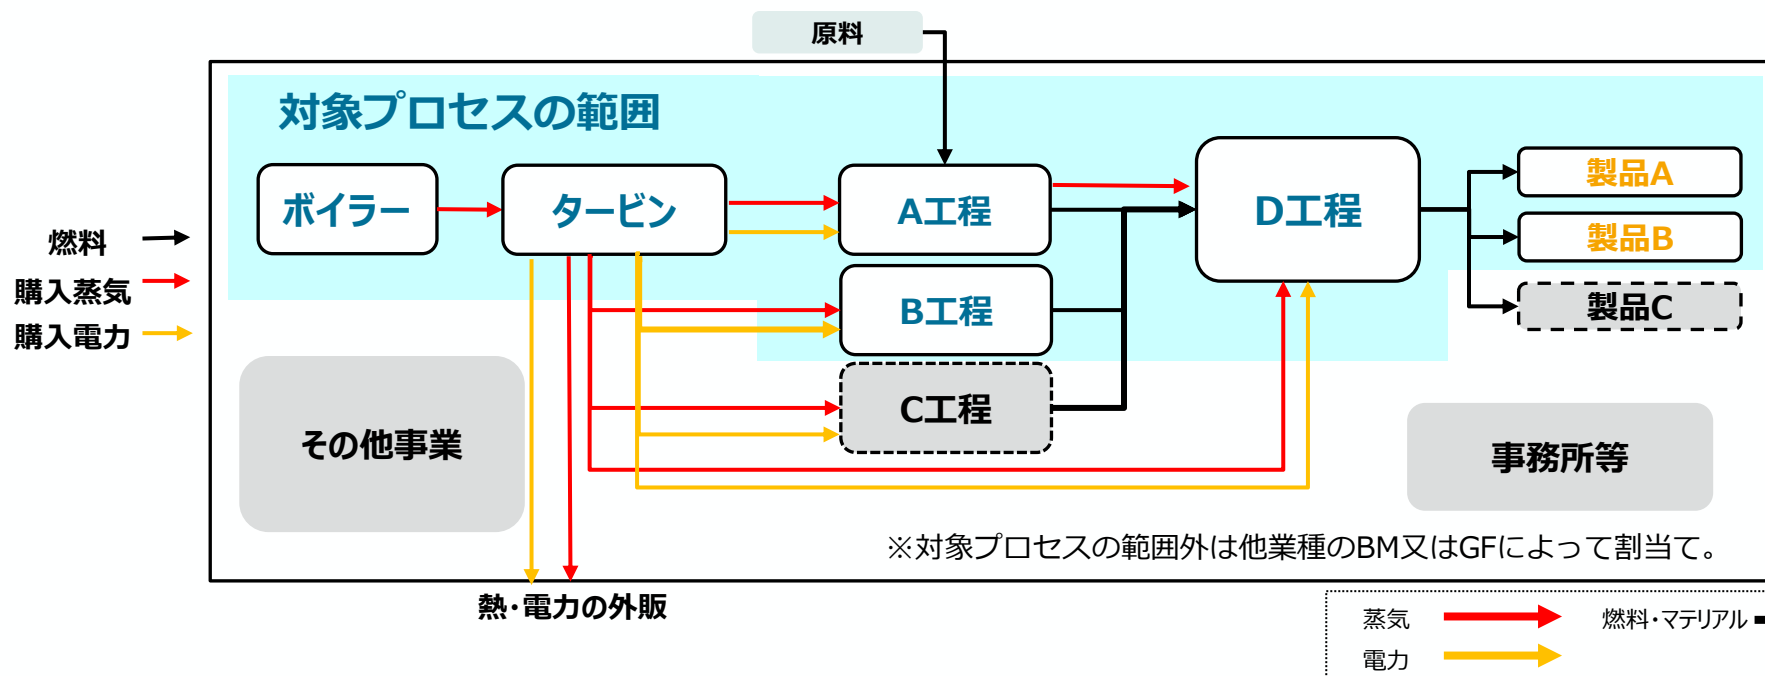 原料
対象プロセスの範囲
ボイラー
タービン
A工程
D工程
製品A
製品B
製品C
B工程
C工程
燃料
購入蒸気
購入電力
その他事業
事務所等
※対象プロセスの範囲外は他業種のBM又はGFによって割当て。
熱・電力の外販
蒸気
燃料・マテリアル
電力